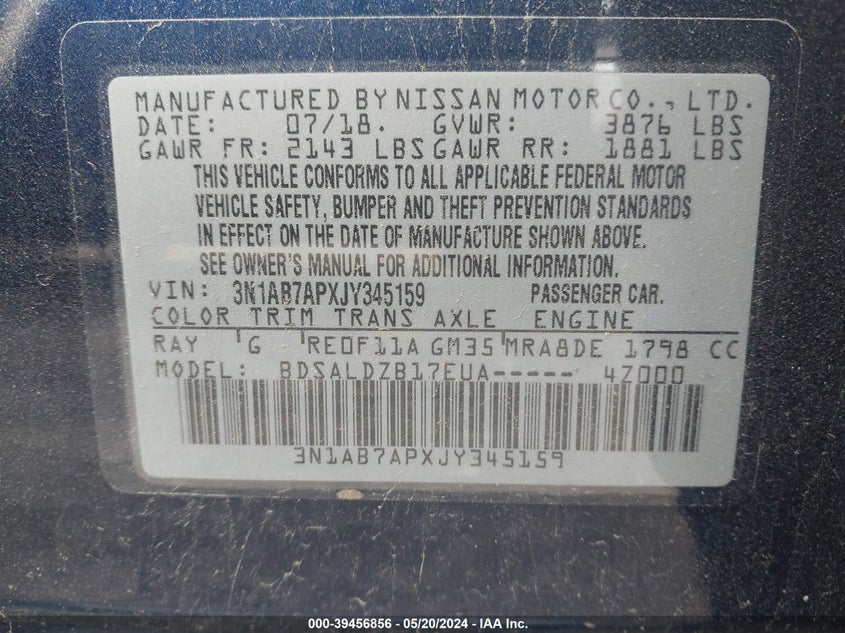 MANUFACTURED BY NISSAN MOTOR CO., LTD.
DATE: 07/18. GVWR: 3876 LBS
GAWR FR: 2143 LBS GAWR RR: 1881 LBS
THIS VEHICLE CONFORMS TO ALL APPLICABLE FEDERAL MOTOR
VEHICLE SAFETY, BUMPER AND THEFT PREVENTION STANDARDS
IN EFFECT ON THE DATE OF MANUFACTURE SHOWN ABOVE.
SEE OWNER'S MANUAL FOR ADDITIONAL INFORMATION.
VIN: 3N1AB7APXJY345159 PASSENGER CAR.
COLOR TRIM TRANS AXLE ENGINE
RAY G RE0F11A GM35 MRA8DE 1798 CC
MODEL: BDSALDZB17EUA----- 4Z000
3N1AB7APXJY345159
000-39456856 - 05/20/2024 - IAA Inc.